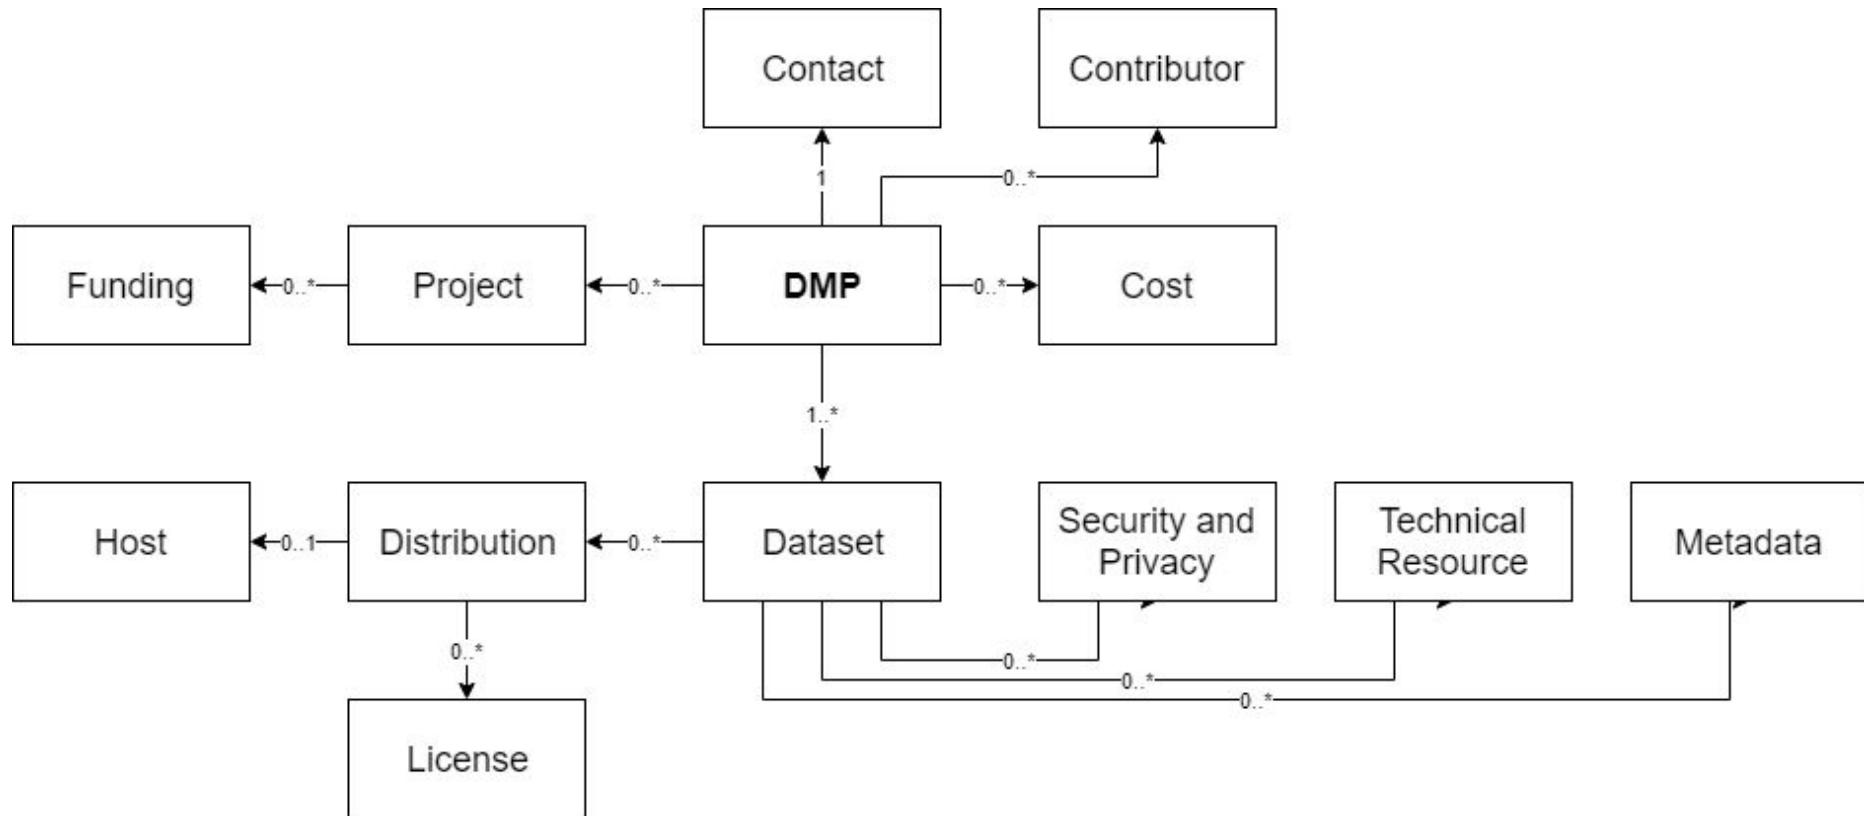 Contact
Contributor
1
0..*
Funding
0..*
Project
0..*
DMP
0..*
Cost
1..*
Host
0..1
Distribution
0..*
Dataset
Security and
Privacy
Technical
Resource
Metadata
0..*
0..*
0..*
0..*
License